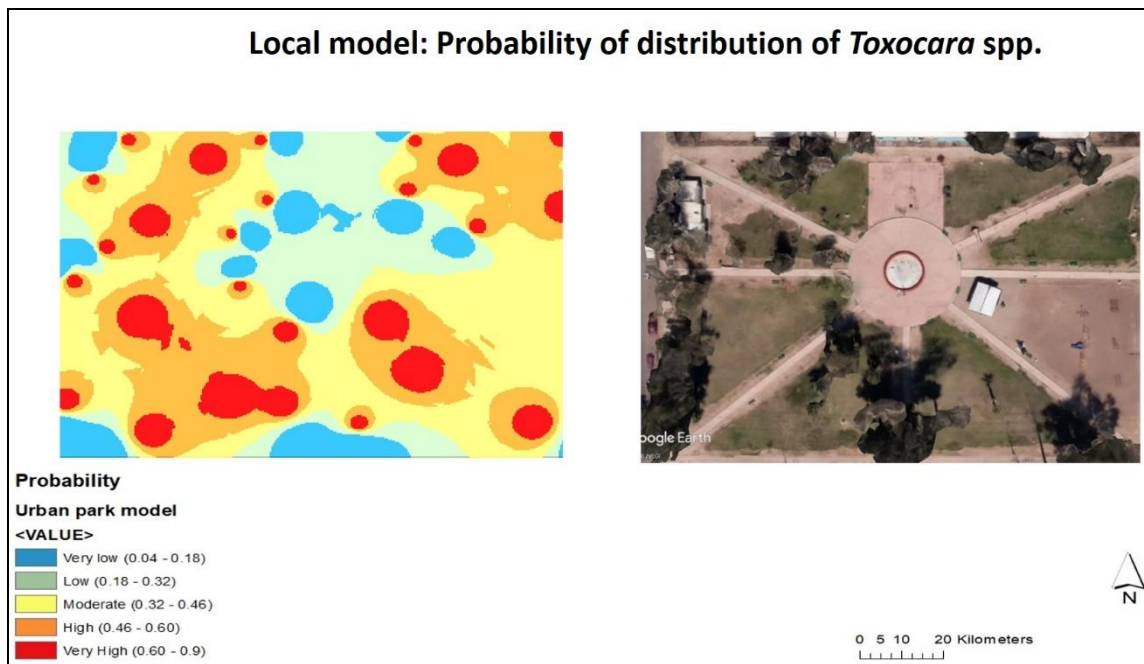 Local model: Probability of distribution of Toxocara spp.
oogle Earth
Probability
Urban park model
<VALUE>
Very low (0.04 - 0.18)
Low (0.18 - 0.32)
Moderate (0.32 - 0.46)
High (0.46 - 0.60)
Very High (0.60 - 0.9)
N
0 5 10 20 Kilometers